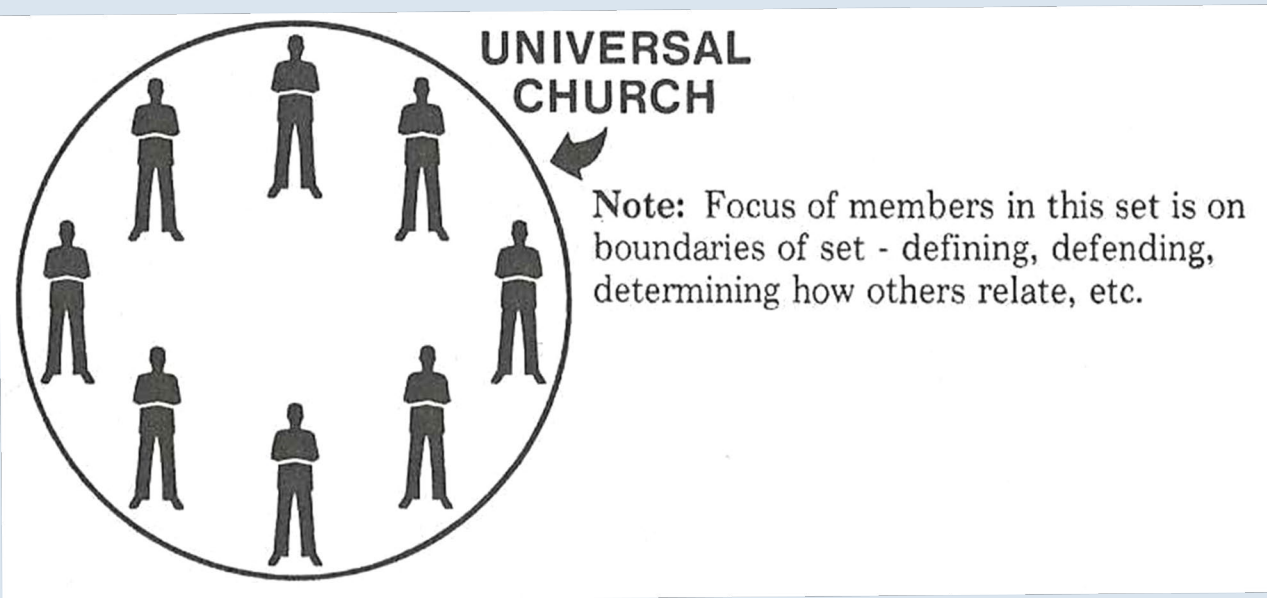 UNIVERSAL
CHURCH
Note: Focus of members in this set is on
boundaries of set - defining, defending,
determining how others relate, etc.